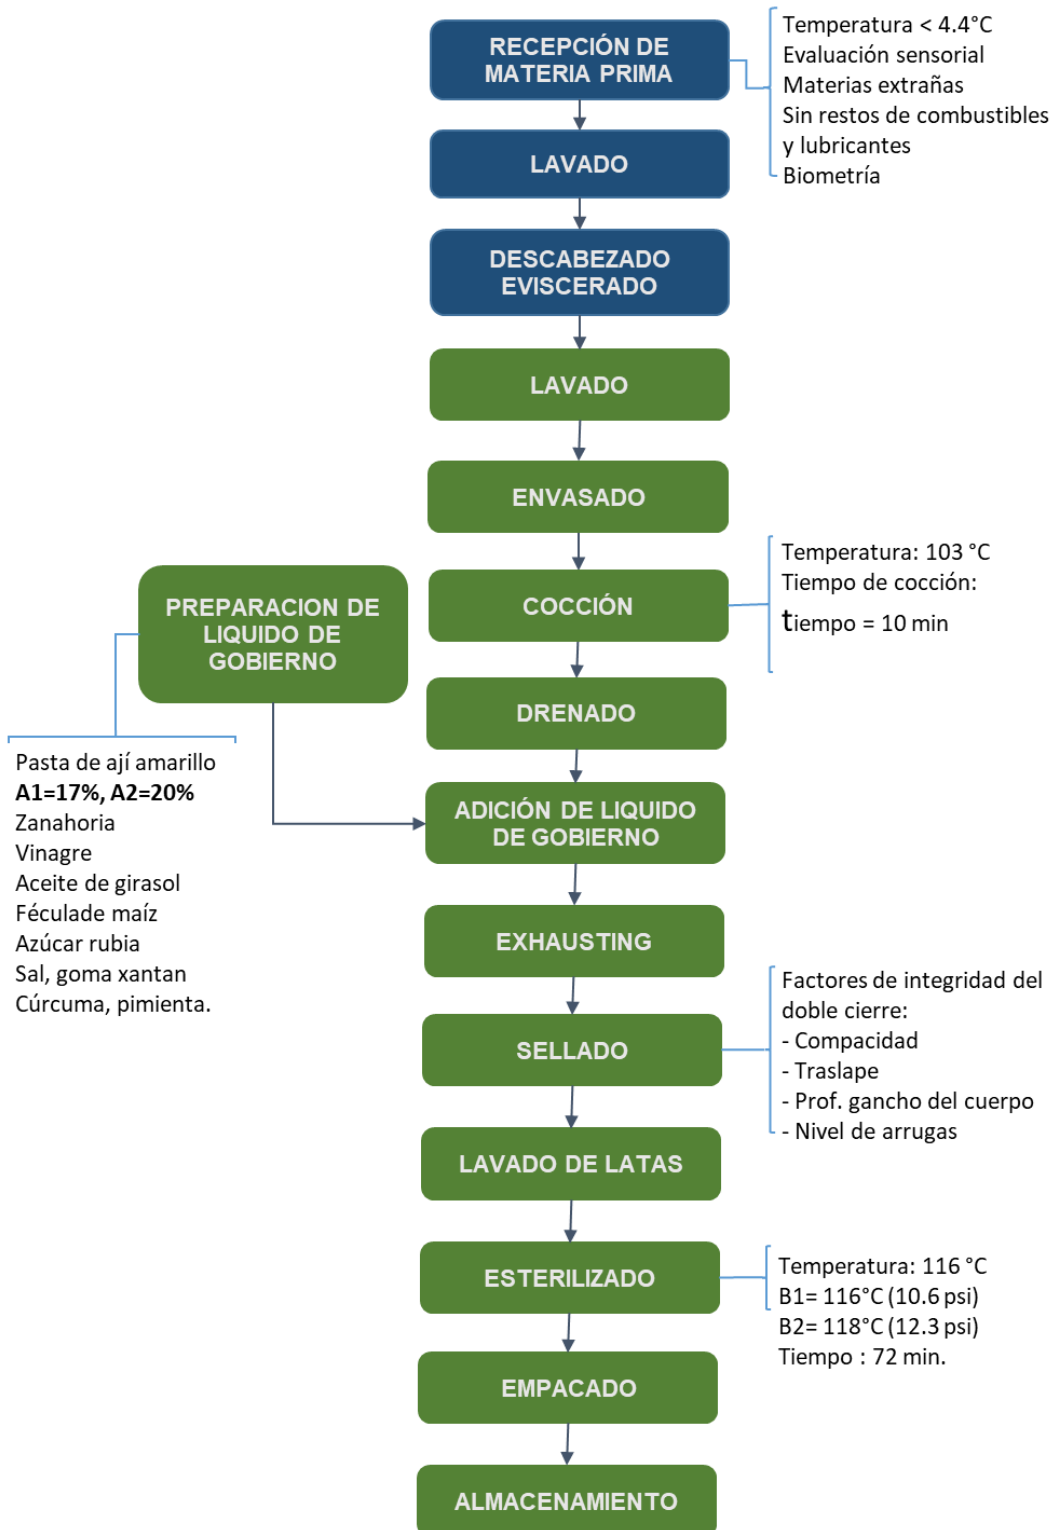 RECEPCIÓN DE
MATERIA PRIMA
Temperatura < 4.4°C
Evaluación sensorial
Materias extrañas
Sin restos de combustibles
y lubricantes
Biometría
LAVADO
DESCABEZADO
EVISCERADO
LAVADO
ENVASADO
COCCIÓN
Temperatura: 103 °C
Tiempo de cocción:
tiempo = 10 min
PREPARACION DE
LIQUIDO DE
GOBIERNO
Pasta de ají amarillo
A1=17%, A2=20%
Zanahoria
Vinagre
Aceite de girasol
Féculade maíz
Azúcar rubia
Sal, goma xantan
Cúrcuma, pimienta.
DRENADO
ADICIÓN DE LIQUIDO
DE GOBIERNO
EXHAUSTING
SELLADO
Factores de integridad del
doble cierre:
- Compacidad
- Traslape
- Prof. gancho del cuerpo
- Nivel de arrugas
LAVADO DE LATAS
ESTERILIZADO
Temperatura: 116 °C
B1= 116°C (10.6 psi)
B2= 118°C (12.3 psi)
Tiempo : 72 min.
EMPACADO
ALMACENAMIENTO